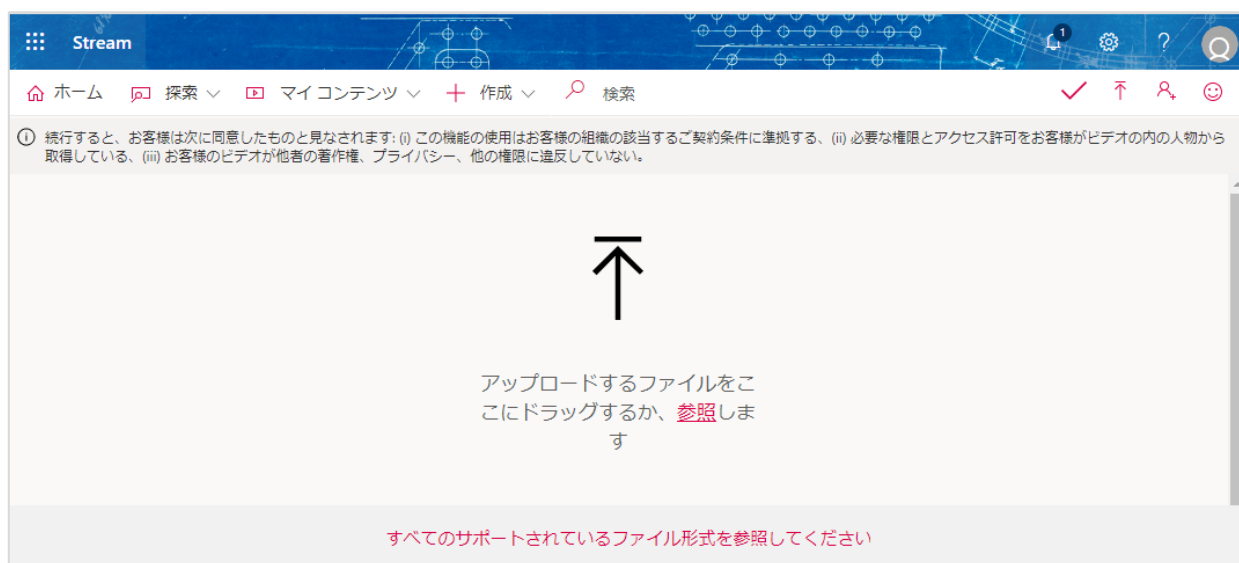 Stream
1
?
ホーム 探索 マイ コンテンツ 作成 検索
続行すると、お客様は次に同意したものと見なされます: (i) この機能の使用はお客様の組織の該当するご契約条件に準拠する、(ii) 必要な権限とアクセス許可をお客様がビデオの内の人物から
取得している、(iii) お客様のビデオが他者の著作権、プライバシー、他の権限に違反していない。
アップロードするファイルをこ
こにドラッグするか、参照しま
す
すべてのサポートされているファイル形式を参照してください